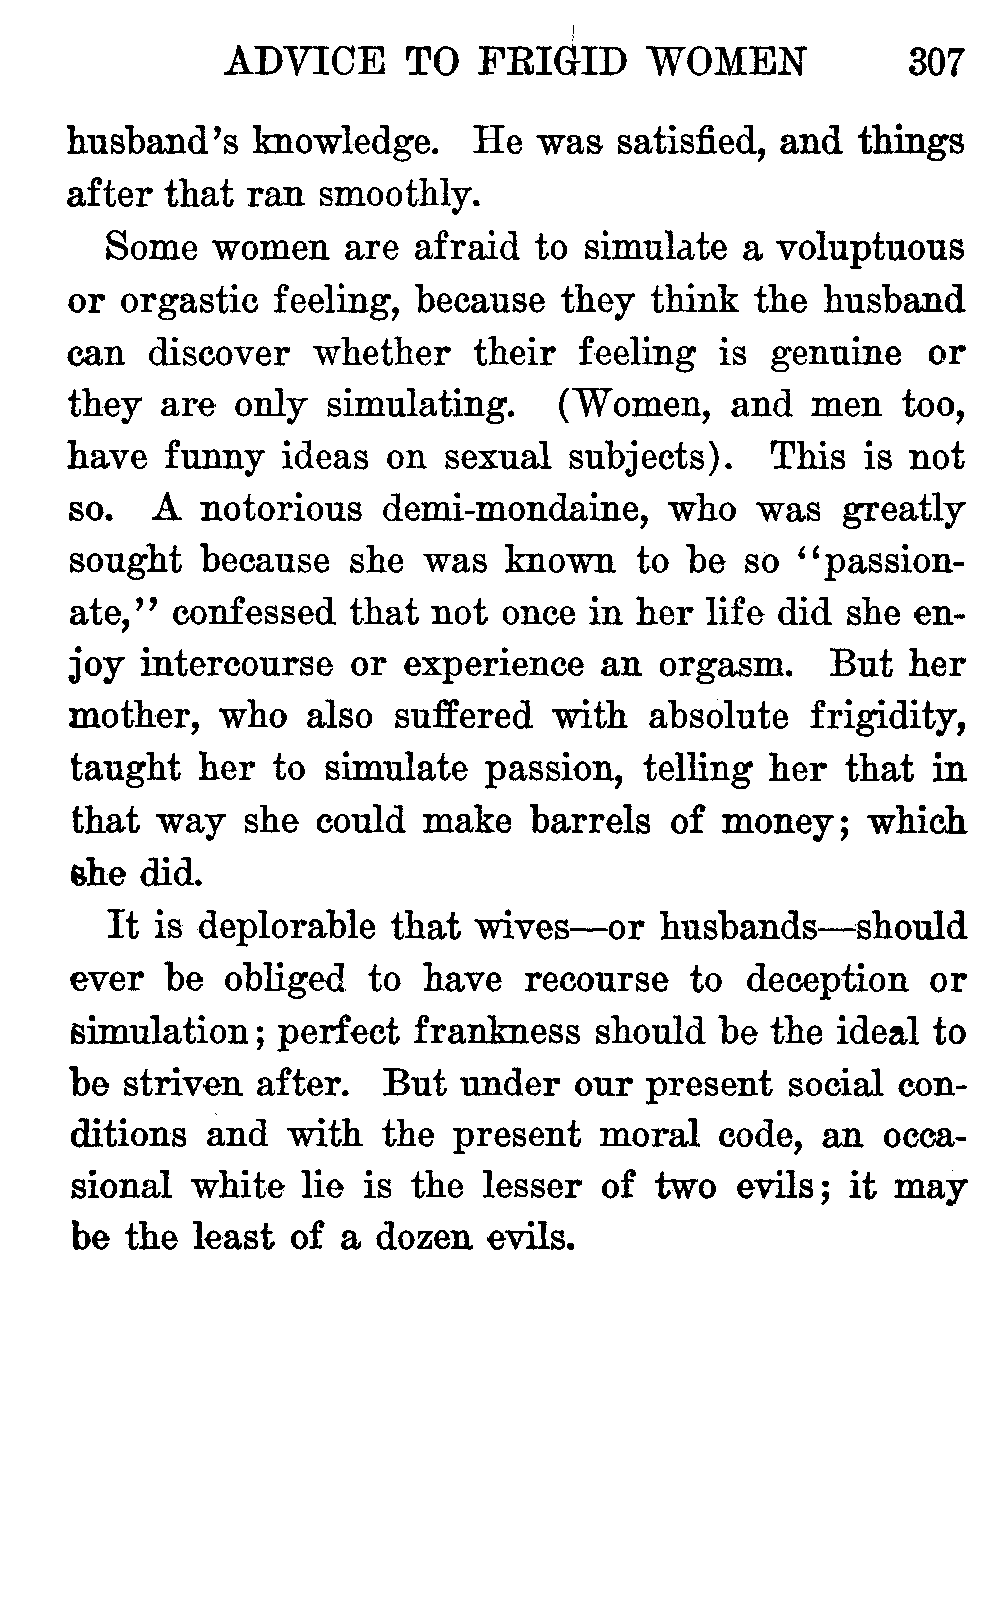 ADVICE TO FRIGID WOMEN 307
husband's knowledge. He was satisfied, and things
after that ran smoothly.
Some women are afraid to simulate a voluptuous
or orgastic feeling, because they think the husband
can discover whether their feeling is genuine or
they are only simulating. (Women, and men too,
have funny ideas on sexual subjects). This is not
so. A notorious demi-mondaine, who was greatly
sought because she was known to be so "passion-
ate," confessed that not once in her life did she en-
joy intercourse or experience an orgasm. But her
mother, who also suffered with absolute frigidity,
taught her to simulate passion, telling her that in
that way she could make barrels of money; which
she did.
It is deplorable that wives—or husbands—should
ever be obliged to have recourse to deception or
simulation; perfect frankness should be the ideal to
be striven after. But under our present social con-
ditions and with the present moral code, an occa-
sional white lie is the lesser of two evils; it may
be the least of a dozen evils.